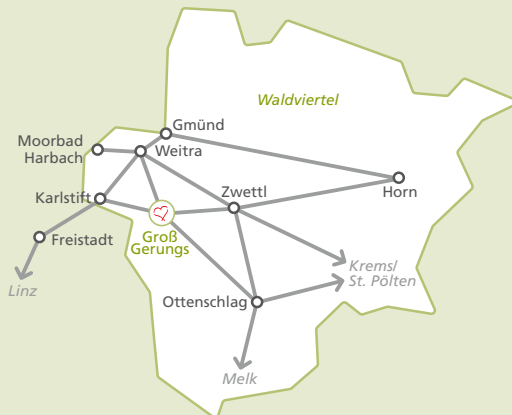 Waldviertel
Gmünd
Moorbad
Harbach
Weitra
Karlstift
Zwettl
Horn
Groß
Gerungs
Freistadt
Krems/
St. Pölten
Linz
Ottenschlag
Melk